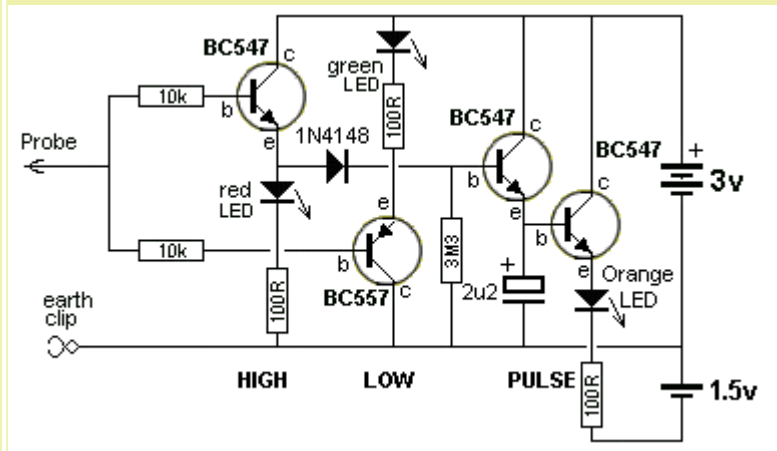 BC547
c
green
LED
10k
b
e
100R
1N4148
BC547
c
BC547
Probe
red
LED
b
e
c
+
3v
e
b
3M3
10k
b
BC557
c
+
2u2
e
Orange
LED
earth
clip
100R
HIGH
LOW
PULSE
100R
1.5v